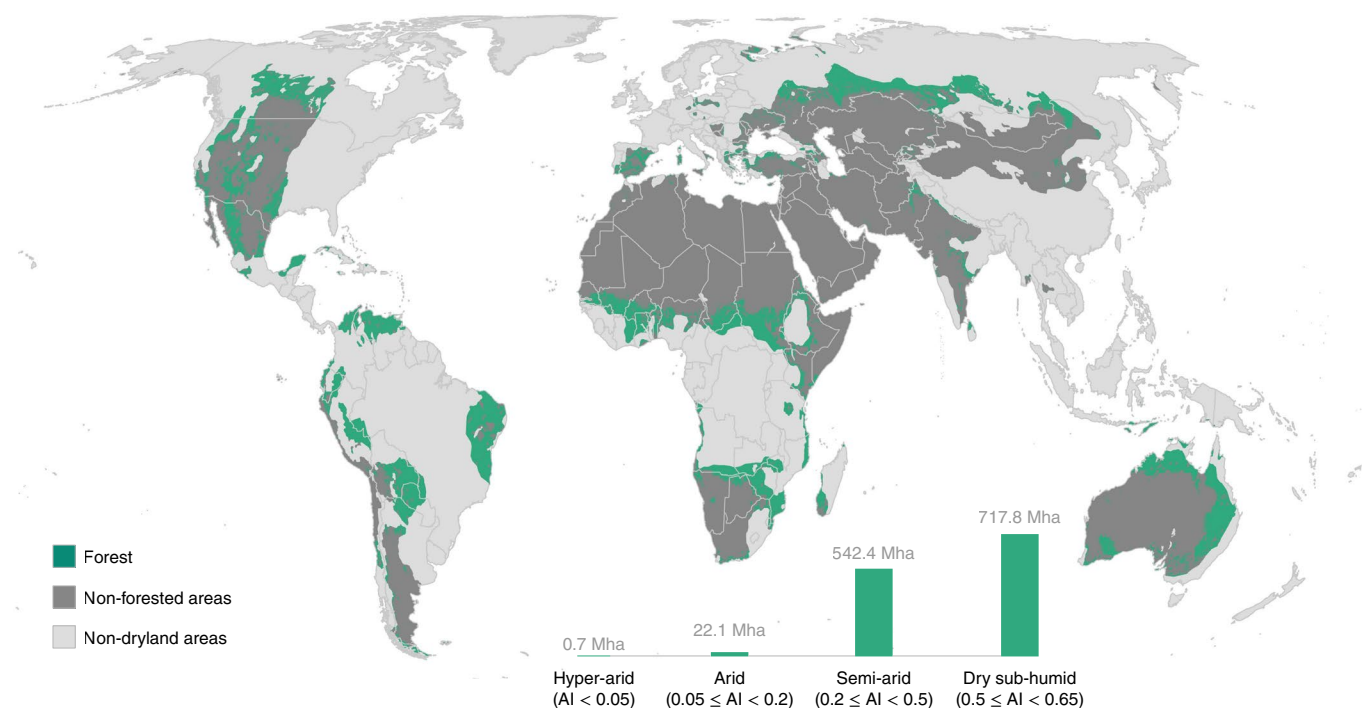 Forest
Non-forested areas
Non-dryland areas
0.7 Mha
22.1 Mha
542.4 Mha
717.8 Mha
Hyper-arid
(AI < 0.05)
Arid
(0.05 ≤ AI < 0.2)
Semi-arid
(0.2 ≤ AI < 0.5)
Dry sub-humid
(0.5 ≤ AI < 0.65)